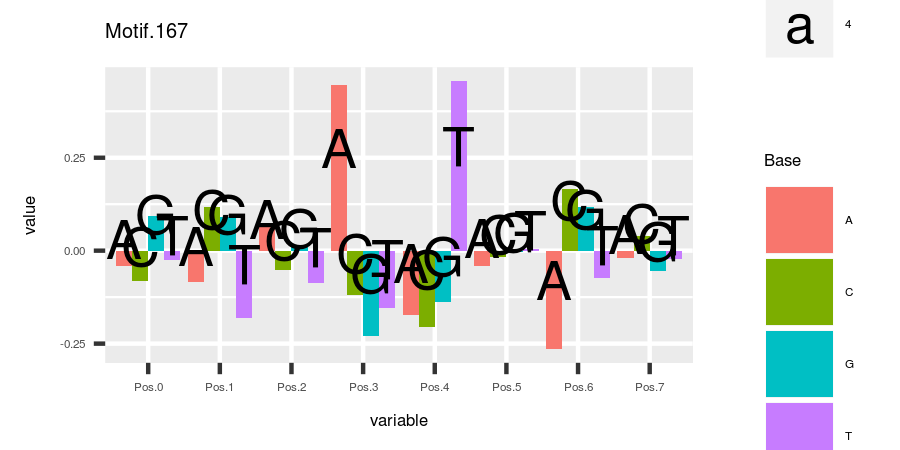 Motif.167
a 4
value
0.25
0.00
-0.25
A C G T A C G T A C G T A C G T A C G T A C G T A C G T A C G T
Pos.0 Pos.1 Pos.2 Pos.3 Pos.4 Pos.5 Pos.6 Pos.7
variable
Base
A
C
G
T